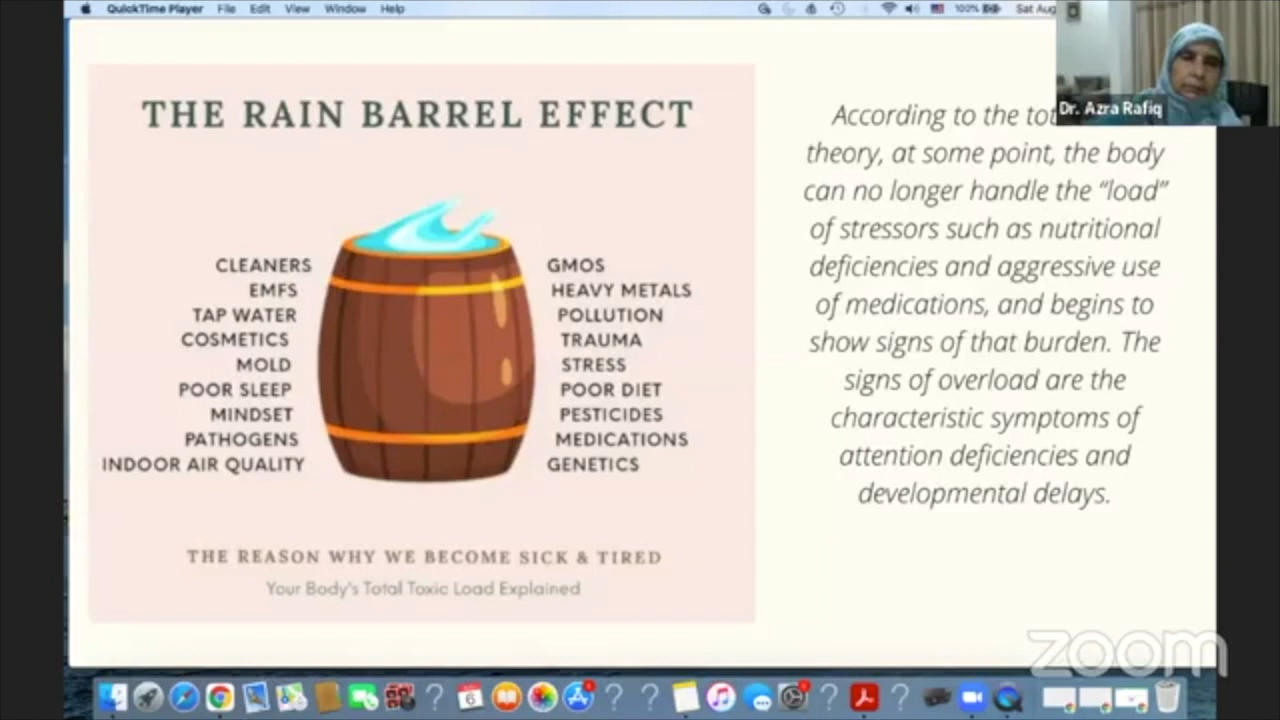 QuickTime Player File Edit View Window Help 100% Sat Aug
THE RAIN BARREL EFFECT
CLEANERS
EMFS
TAP WATER
COSMETICS
MOLD
POOR SLEEP
MINDSET
PATHOGENS
INDOOR AIR QUALITY
GMOS
HEAVY METALS
POLLUTION
TRAUMA
STRESS
POOR DIET
PESTICIDES
MEDICATIONS
GENETICS
THE REASON WHY WE BECOME SICK & TIRED
Your Body's Total Toxic Load Explained
Dr. Azra Rafiq
According to the
theory, at some point, the body
can no longer handle the “load”
of stressors such as nutritional
deficiencies and aggressive use
of medications, and begins to
show signs of that burden. The
signs of overload are the
characteristic symptoms of
attention deficiencies and
developmental delays.
zoom
6